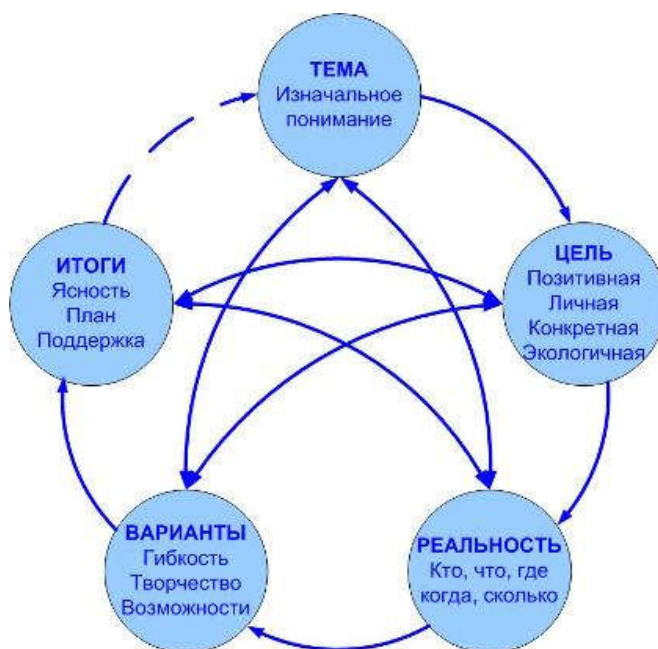 ТЕМА
Изначальное
понимание
ЦЕЛЬ
Позитивная
Личная
Конкретная
Экологичная
РЕАЛЬНОСТЬ
Кто, что, где
когда, сколько
ВАРИАНТЫ
Гибкость
Творчество
Возможности
ИТОГИ
Ясность
План
Поддержка